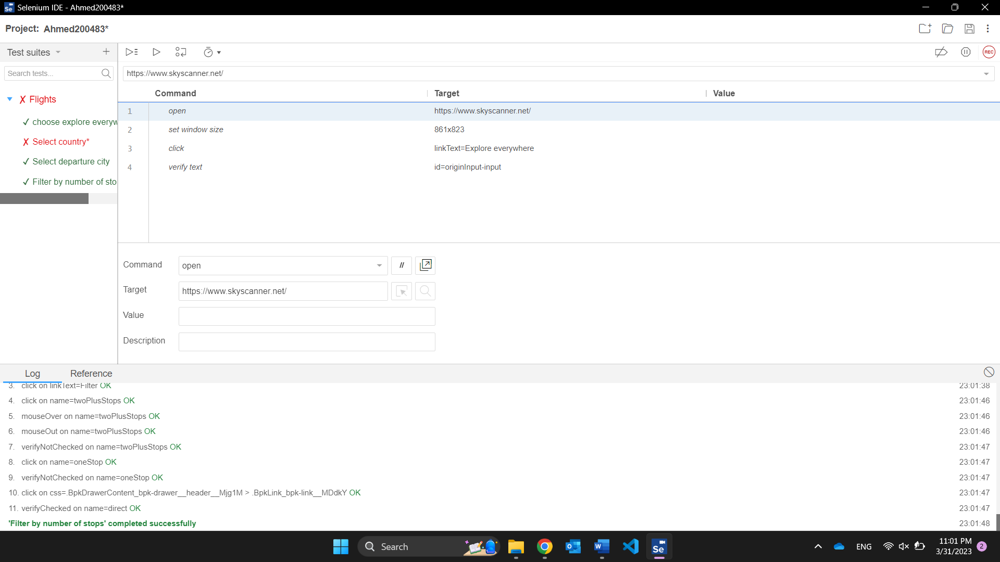 Selenium IDE - Ahmed200483*
Project: Ahmed200483*
Test suites
Search tests...
Flights
choose explore everyw
Select country*
Select departure city
Filter by number of sto
REC
https://www.skyscanner.net/
Command Target Value
1 open https://www.skyscanner.net/
2 set window size 861x823
3 click linkText=Explore everywhere
4 verify text id=originInput-input
Command open //
Target https://www.skyscanner.net/
Value
Description
Log Reference
3. click on linkText=Filter OK 23:01:38
4. click on name=twoPlusStops OK 23:01:46
5. mouseOver on name=twoPlusStops OK 23:01:46
6. mouseOut on name=twoPlusStops OK 23:01:46
7. verifyNotChecked on name=twoPlusStops OK 23:01:47
8. click on name=oneStop OK 23:01:47
9. verifyNotChecked on name=oneStop OK 23:01:47
10. click on css=.BpkDrawerContent_bpk-drawer__header__Mjg1M > .BpkLink_bpk-link__MDdkY OK 23:01:47
11. verifyChecked on name=direct OK 23:01:47
'Filter by number of stops' completed successfully 23:01:48
Search
Se
ENG
11:01 PM
3/31/2023
2